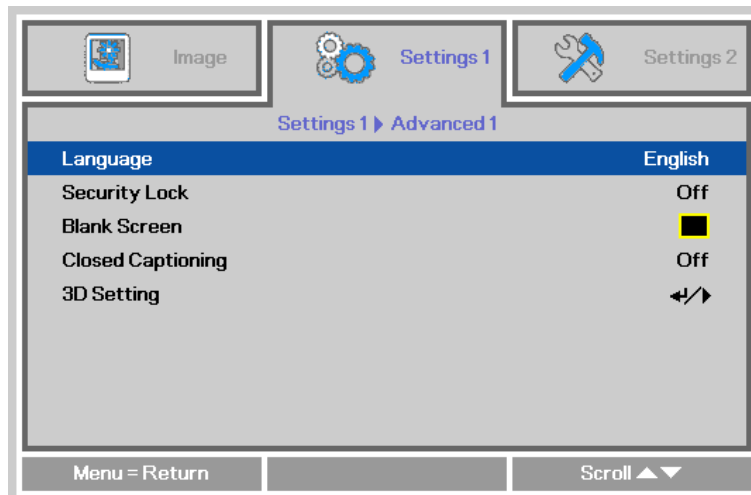 Image
Settings 1
Settings 2
Settings 1 ▶ Advanced 1
Language English
Security Lock Off
Blank Screen
Closed Captioning Off
3D Setting ↵/▶
Menu = Return
Scroll ▲▼